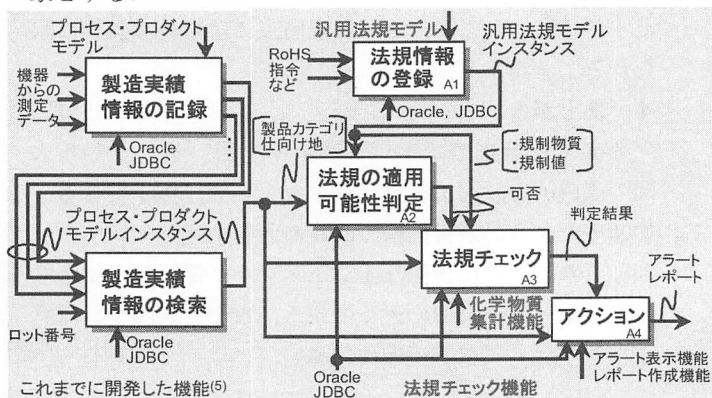 プロセス・プロダクト
モデル
機器
からの
測定
データ
製造実績
情報の記録
Oracle
JDBC
汎用法規モデル
RoHS
指令
など
法規情報
の登録
A1
Oracle, JDBC
汎用法規モデル
インスタンス
製品カテゴリ
仕向け地
・規制物質
・規制値
法規の適用
可能性判定
A2
可否
プロセス・プロダクト
モデルインスタンス
製造実績
情報の検索
ロット番号
Oracle
JDBC
法規チェック
A3
判定結果
化学物質
集計機能
アラート
レポート
アクション
A4
Oracle
JDBC
アラート表示機能
レポート作成機能
これまでに開発した機能(5)
法規チェック機能